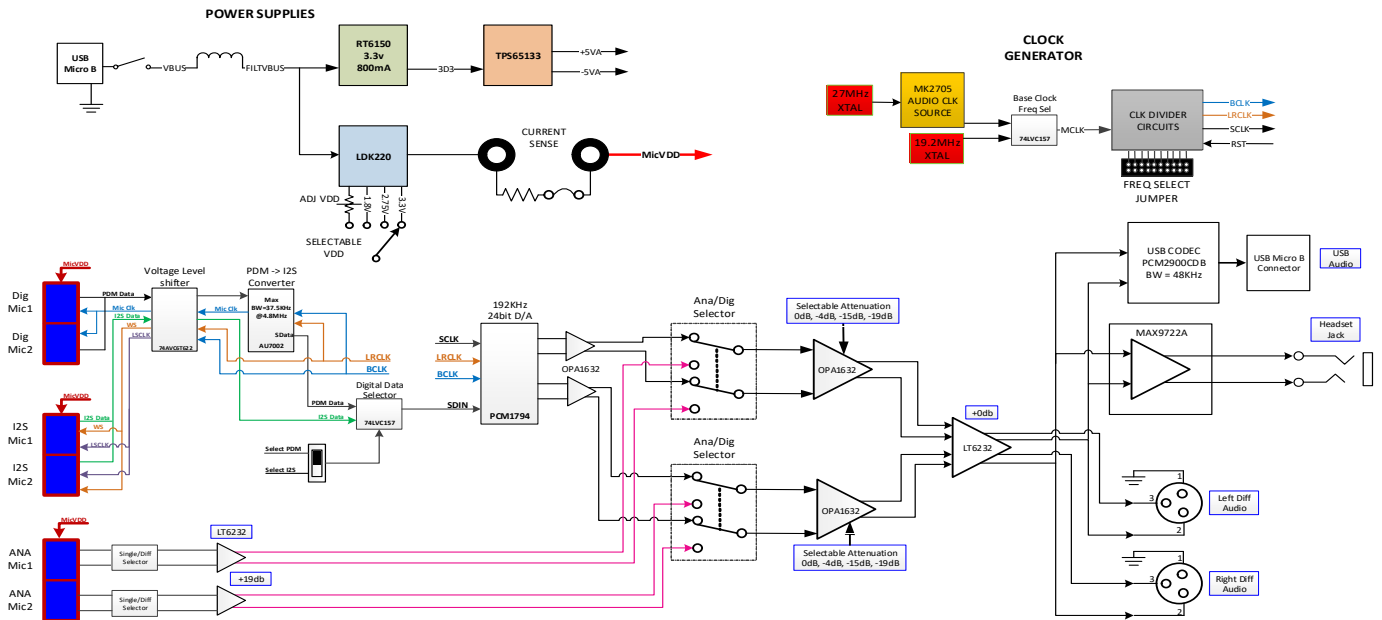 POWER SUPPLIES
USB
Micro B
VBUS
FILTVBUS
RT6150
3.3v
800mA
3D3
TPS65133
+5VA
-5VA
LDK220
CURRENT
SENSE
MicVDD
ADJ VDD
1.8V
2.75V
3.3V
SELECTABLE
VDD
CLOCK
GENERATOR
27MHz
XTAL
MK2705
AUDIO CLK
SOURCE
19.2MHz
XTAL
Base Clock
Freq Sel
74LVC157
MCLK
CLK DIVIDER
CIRCUITS
BCLK
LRCLK
SCLK
RST
FREQ SELECT
JUMPER
MicVDD
Dig
Mic1
Dig
Mic2
PDM Data
Mic Clk
I2S Data
WS
LSCLK
Voltage Level
shifter
74AVC6T622
PDM -> I2S
Converter
Mic Clk
Max
BW=37.5KHz
@4.8MHz
SData
AU7002
LRCLK
BCLK
MicVDD
I2S
Mic1
I2S
Mic2
I2S Data
WS
LSCLK
PDM Data
I2S Data
Digital Data
Selector
74LVC157
Select PDM
Select I2S
SDIN
192KHz
24bit D/A
SCLK
LRCLK
BCLK
PCM1794
OPA1632
MicVDD
ANA
Mic1
ANA
Mic2
Single/Diff
Selector
Single/Diff
Selector
LT6232
+19db
Ana/Dig
Selector
Ana/Dig
Selector
Selectable Attenuation
0dB, -4dB, -15dB, -19dB
OPA1632
OPA1632
Selectable Attenuation
0dB, -4dB, -15dB, -19dB
+0db
LT6232
USB CODEC
PCM2900CDB
BW = 48KHz
USB Micro B
Connector
USB
Audio
MAX9722A
Headset
Jack
1
3
2
Left Diff
Audio
1
3
2
Right Diff
Audio